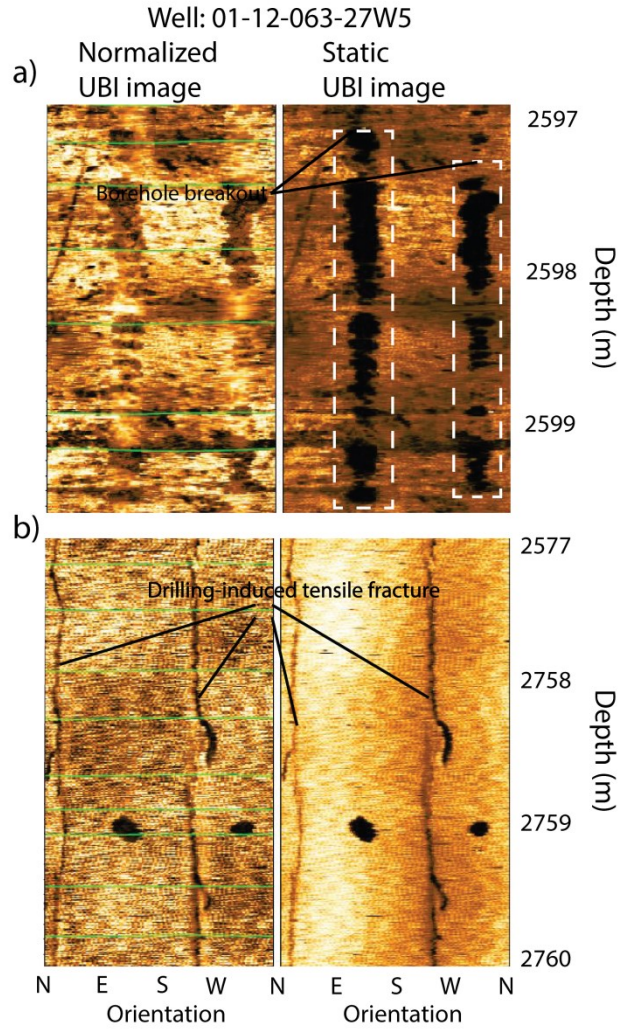 Well: 01-12-063-27W5
Normalized UBI image
Static UBI image
a)
Borehole breakout
2597
2598
2599
Depth (m)
b)
Drilling-induced tensile fracture
2577
2758
2759
2760
Depth (m)
N E S W N E S W N
Orientation Orientation